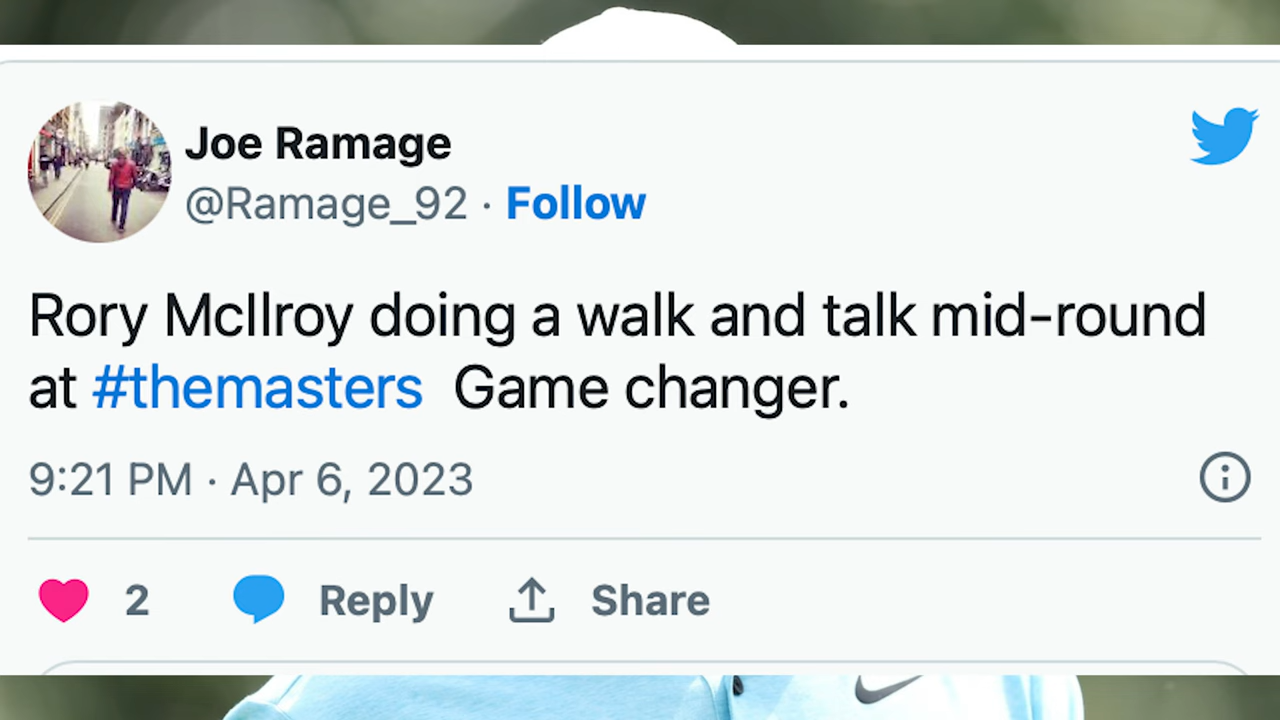 Joe Ramage
@Ramage_92 · Follow
Rory McIlroy doing a walk and talk mid-round
at #themasters Game changer.
9:21 PM · Apr 6, 2023
2 Reply Share